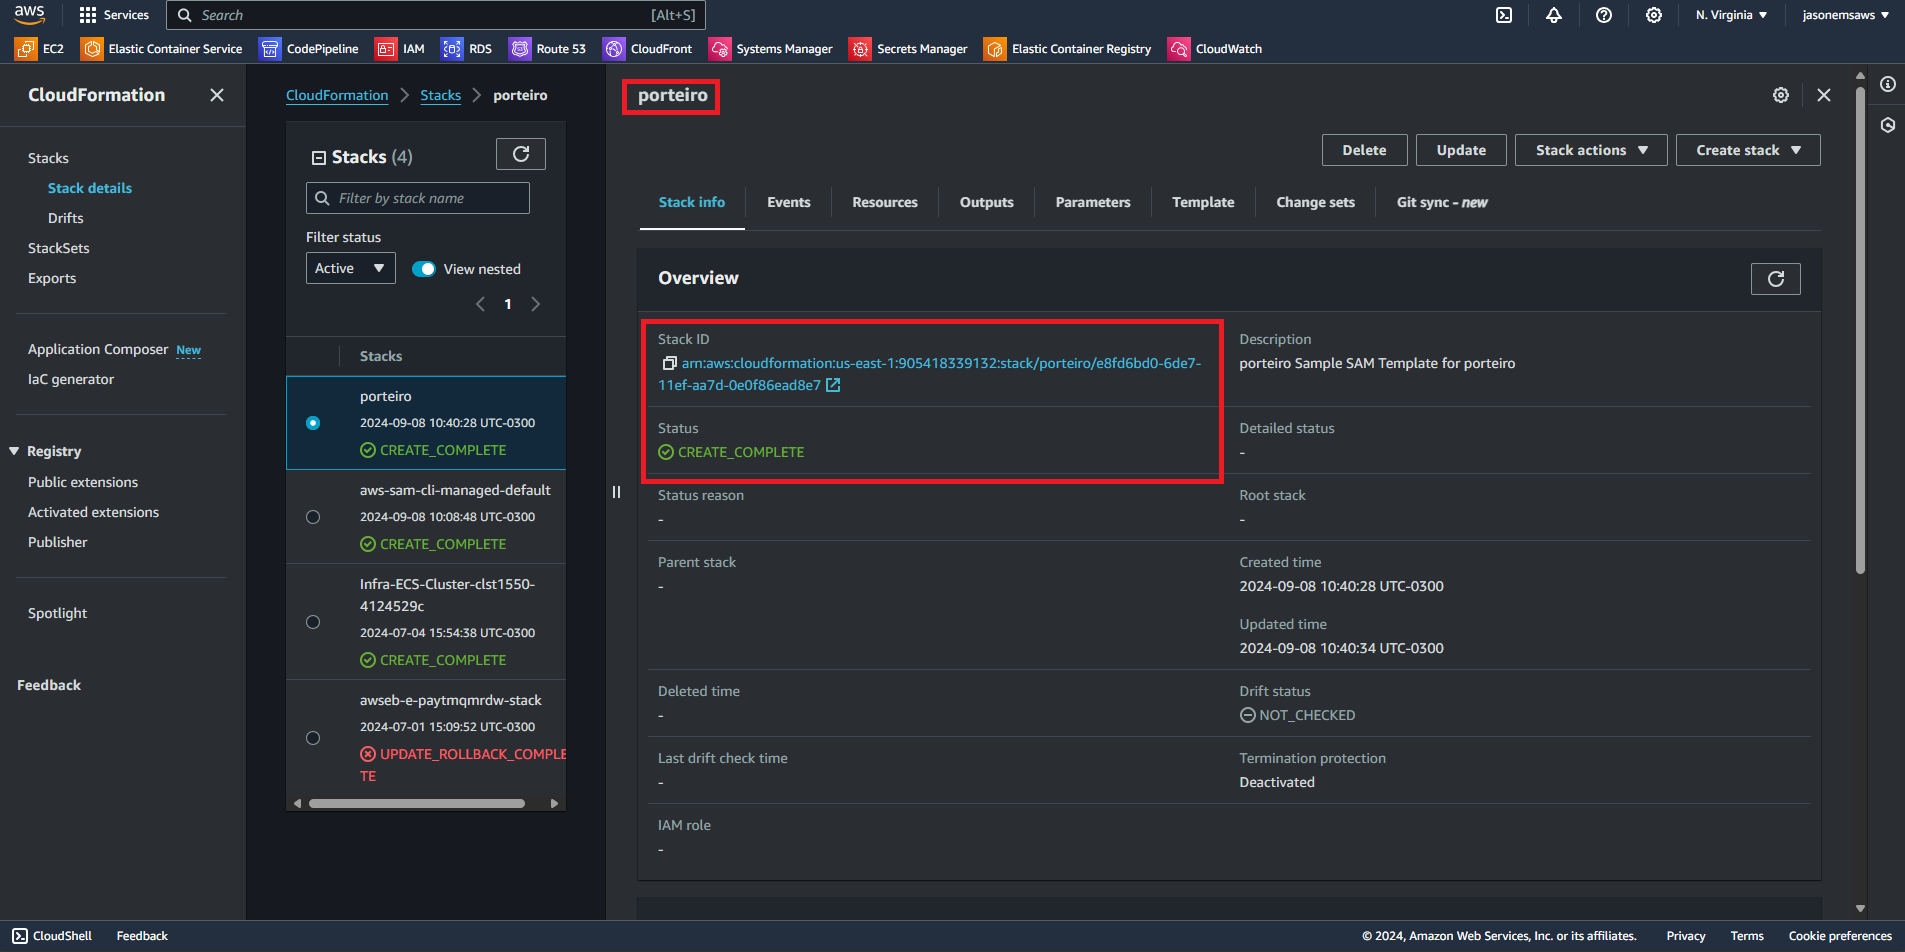 aws
Services
Search
[Alt+S]
N. Virginia
jasonemsaws
EC2
Elastic Container Service
CodePipeline
IAM
RDS
Route 53
CloudFront
Systems Manager
Secrets Manager
Elastic Container Registry
CloudWatch
CloudFormation
Stacks
Stack details
Drifts
StackSets
Exports
Application Composer New
IaC generator
Registry
Public extensions
Activated extensions
Publisher
Spotlight
Feedback
CloudFormation
Stacks
porteiro
Stacks (4)
Filter by stack name
Filter status
Active
View nested
1
Stacks
porteiro
2024-09-08 10:40:28 UTC-0300
CREATE_COMPLETE
aws-sam-cli-managed-default
2024-09-08 10:08:48 UTC-0300
CREATE_COMPLETE
Infra-ECS-Cluster-clst1550-
4124529c
2024-07-04 15:54:38 UTC-0300
CREATE_COMPLETE
awseb-e-paytmqmrdw-stack
2024-07-01 15:09:52 UTC-0300
UPDATE_ROLLBACK_COMPLE
TE
porteiro
Delete
Update
Stack actions
Create stack
Stack info
Events
Resources
Outputs
Parameters
Template
Change sets
Git sync - new
Overview
Stack ID
arn:aws:cloudformation:us-east-1:905418339132:stack/porteiro/e8fd6bd0-6de7-
11ef-aa7d-0e0f86ead8e7
Description
porteiro Sample SAM Template for porteiro
Status
CREATE_COMPLETE
Detailed status
-
Status reason
-
Root stack
-
Parent stack
-
Created time
2024-09-08 10:40:28 UTC-0300
Updated time
2024-09-08 10:40:34 UTC-0300
Deleted time
-
Drift status
NOT_CHECKED
Last drift check time
-
Termination protection
Deactivated
IAM role
-
CloudShell
Feedback
© 2024, Amazon Web Services, Inc. or its affiliates.
Privacy
Terms
Cookie preferences